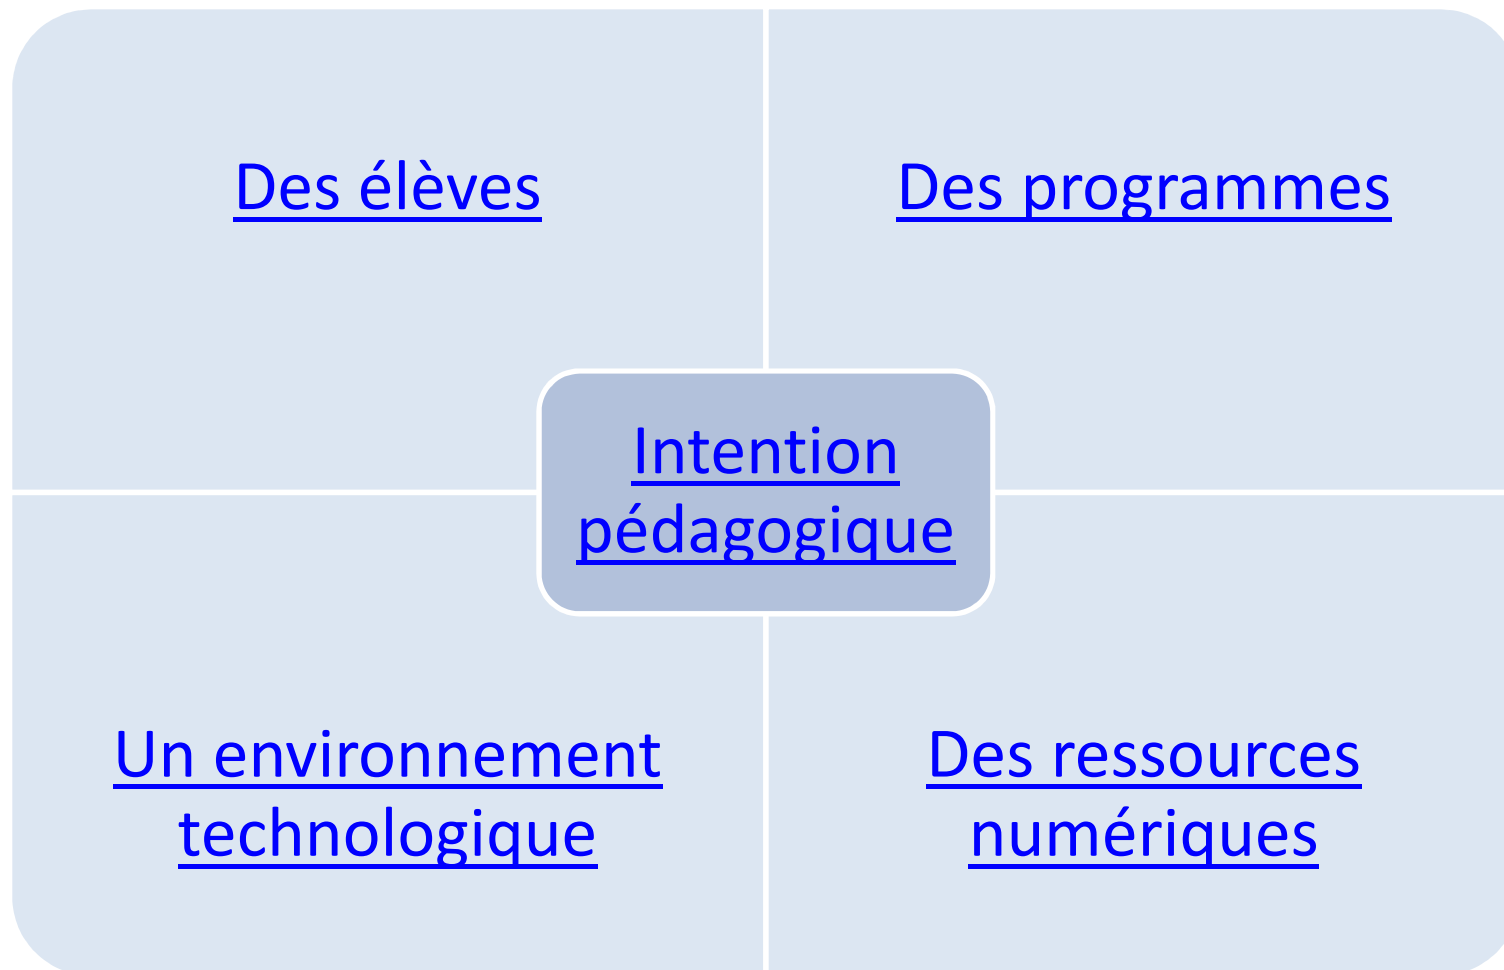 Des élèves
Des programmes
Intention
pédagogique
Un environnement
technologique
Des ressources
numériques